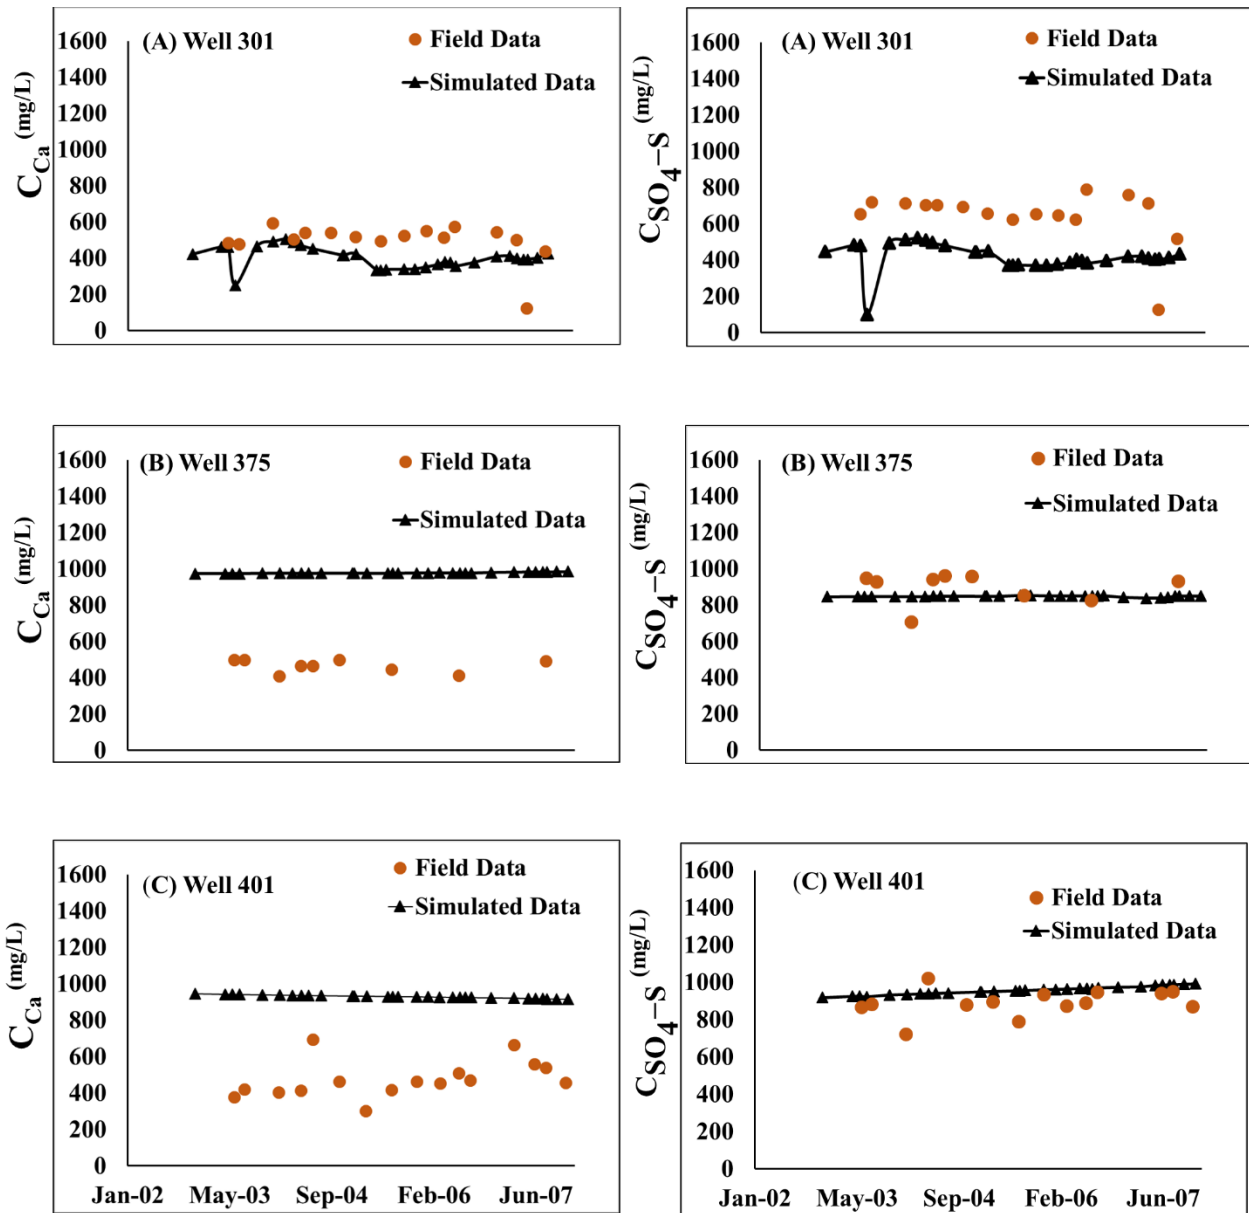 (A) Well 301
Field Data
Simulated Data
C_Ca (mg/L)
1600
1400
1200
1000
800
600
400
200
0
(A) Well 301
Field Data
Simulated Data
C_SO4–S (mg/L)
1600
1400
1200
1000
800
600
400
200
0
(B) Well 375
Field Data
Simulated Data
C_Ca (mg/L)
1600
1400
1200
1000
800
600
400
200
0
(B) Well 375
Filed Data
Simulated Data
C_SO4–S (mg/L)
1600
1400
1200
1000
800
600
400
200
0
(C) Well 401
Field Data
Simulated Data
C_Ca (mg/L)
1600
1400
1200
1000
800
600
400
200
0
Jan-02 May-03 Sep-04 Feb-06 Jun-07
(C) Well 401
Field Data
Simulated Data
C_SO4–S (mg/L)
1600
1400
1200
1000
800
600
400
200
0
Jan-02 May-03 Sep-04 Feb-06 Jun-07